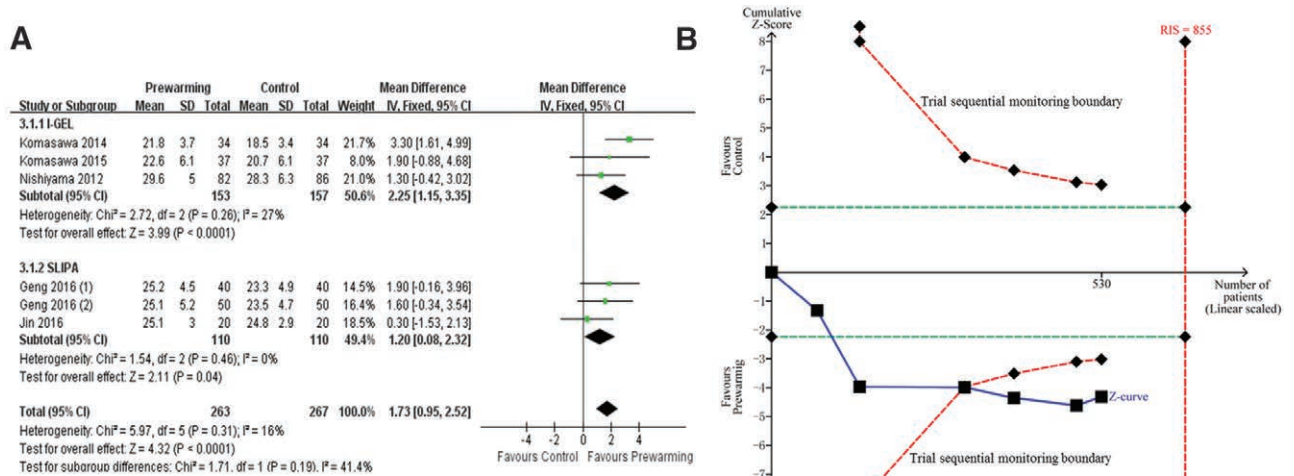 A
Prewarming Control Mean Difference Mean Difference
Study or Subgroup Mean SD Total Mean SD Total Weight IV, Fixed, 95% CI IV, Fixed, 95% CI
3.1.1 I-GEL
Komasawa 2014 21.8 3.7 34 18.5 3.4 34 21.7% 3.30 [1.61, 4.99]
Komasawa 2015 22.6 6.1 37 20.7 6.1 37 8.0% 1.90 [-0.88, 4.68]
Nishiyama 2012 29.6 5 82 28.3 6.3 86 21.0% 1.30 [-0.42, 3.02]
Subtotal (95% CI) 153 157 50.6% 2.25 [1.15, 3.35]
Heterogeneity: Chi² = 2.72, df = 2 (P = 0.26); I² = 27%
Test for overall effect: Z = 3.99 (P < 0.0001)
3.1.2 SLIPA
Geng 2016 (1) 25.2 4.5 40 23.3 4.9 40 14.5% 1.90 [-0.16, 3.96]
Geng 2016 (2) 25.1 5.2 50 23.5 4.7 50 16.4% 1.60 [-0.34, 3.54]
Jin 2016 25.1 3 20 24.8 2.9 20 18.5% 0.30 [-1.53, 2.13]
Subtotal (95% CI) 110 110 49.4% 1.20 [0.08, 2.32]
Heterogeneity: Chi² = 1.54, df = 2 (P = 0.46); I² = 0%
Test for overall effect: Z = 2.11 (P = 0.04)
Total (95% CI) 263 267 100.0% 1.73 [0.95, 2.52]
Heterogeneity: Chi² = 5.97, df = 5 (P = 0.31); I² = 16%
Test for overall effect: Z = 4.32 (P < 0.0001)
Test for subgroup differences: Chi² = 1.71, df = 1 (P = 0.19), I² = 41.4%
-4 -2 0 2 4
Favours Control Favours Prewarming
B
Cumulative
Z-Score
RIS = 855
8
7
6
5
4
3
2
1
-1
-2
-3
-4
-5
-6
-7
Favours
Control
Favours
Prewarmig
Trial sequential monitoring boundary
530
Number of
patients
(Linear scaled)
Z-curve
Trial sequential monitoring boundary